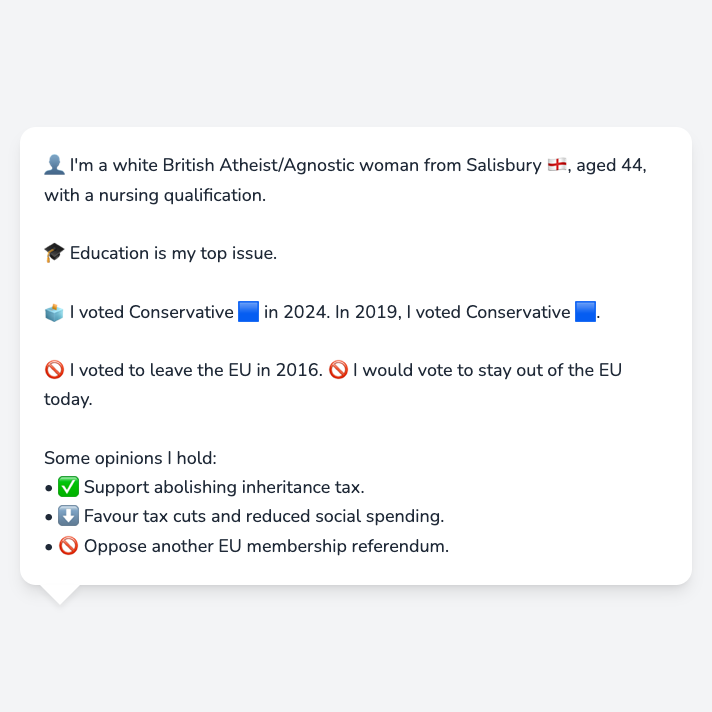 👤 I'm a white British Atheist/Agnostic woman from Salisbury 🏴󠁧󠁢󠁥󠁮󠁧󠁿, aged 44,
with a nursing qualification.
🎓 Education is my top issue.
🗳️ I voted Conservative 🟦 in 2024. In 2019, I voted Conservative 🟦.
🚫 I voted to leave the EU in 2016. 🚫 I would vote to stay out of the EU
today.
Some opinions I hold:
• ✅ Support abolishing inheritance tax.
• ⬇️ Favour tax cuts and reduced social spending.
• 🚫 Oppose another EU membership referendum.